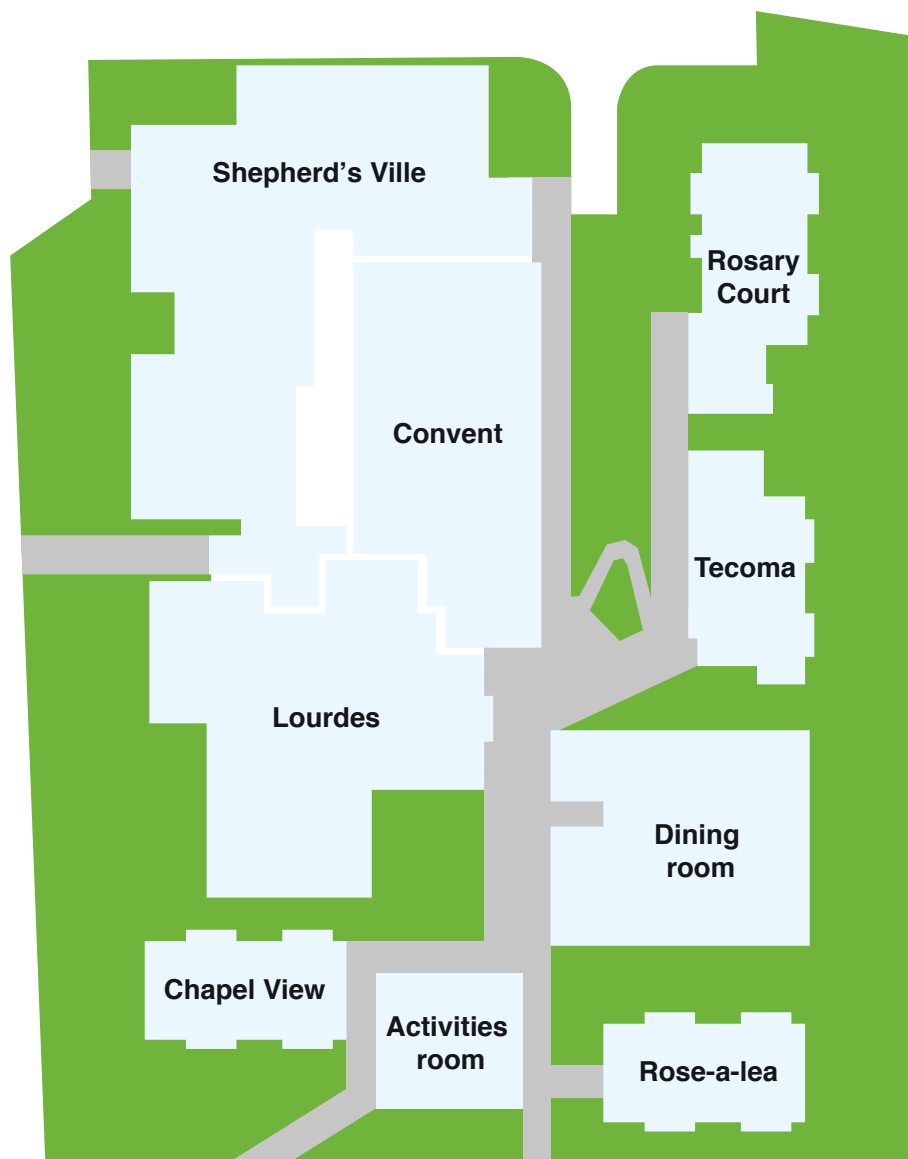 Shepherd’s Ville
Rosary
Court
Convent
Tecoma
Lourdes
Dining
room
Chapel View
Activities
room
Rose-a-lea